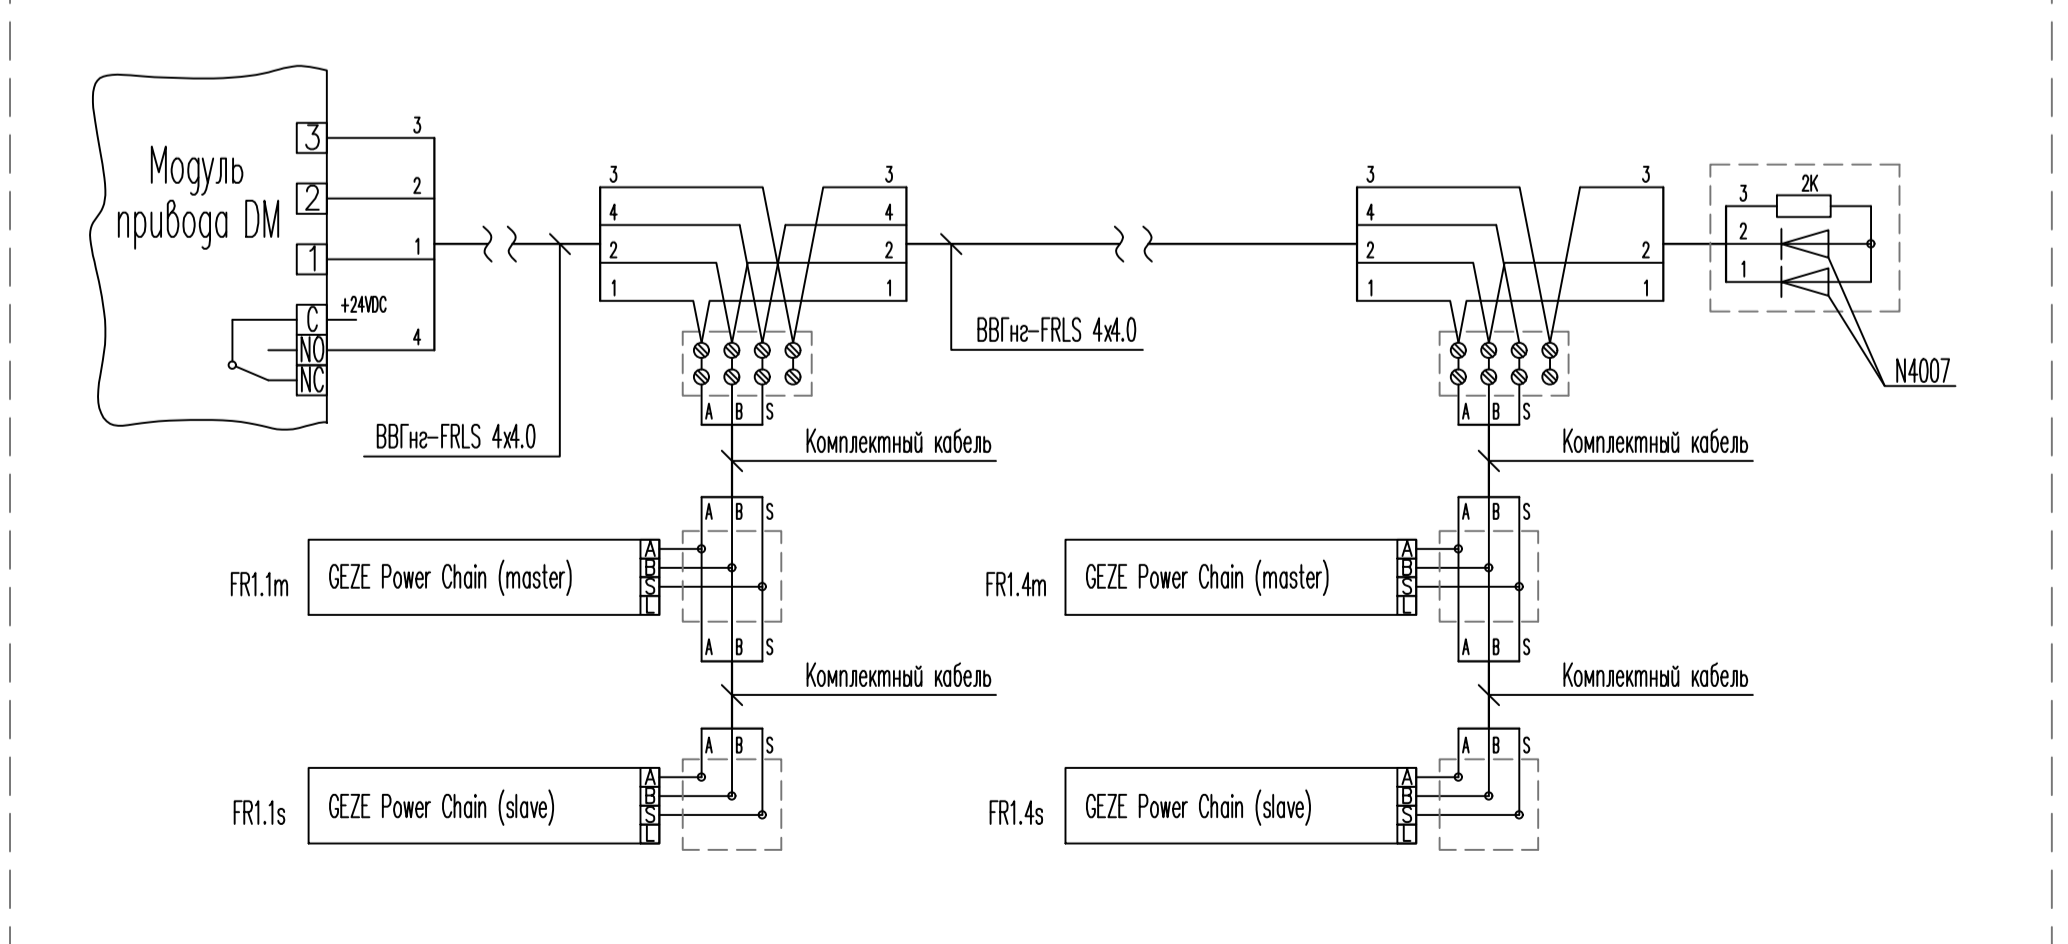 Модуль
привода DM
3
2
1
C
NO
NC
+24VDC
3
2
1
4
ВВГнг-FRLS 4x4.0
3
4
2
1
3
4
2
1
ВВГнг-FRLS 4x4.0
3
4
2
1
3
2
1
3
2
1
2K
N4007
A B S
Комплектный кабель
A B S
Комплектный кабель
A B S
FR1.1m
GEZE Power Chain (master)
A
B
S
L
A B S
FR1.4m
GEZE Power Chain (master)
A
B
S
L
A B S
A B S
Комплектный кабель
A B S
Комплектный кабель
A B S
FR1.1s
GEZE Power Chain (slave)
A
B
S
L
A B S
FR1.4s
GEZE Power Chain (slave)
A
B
S
L